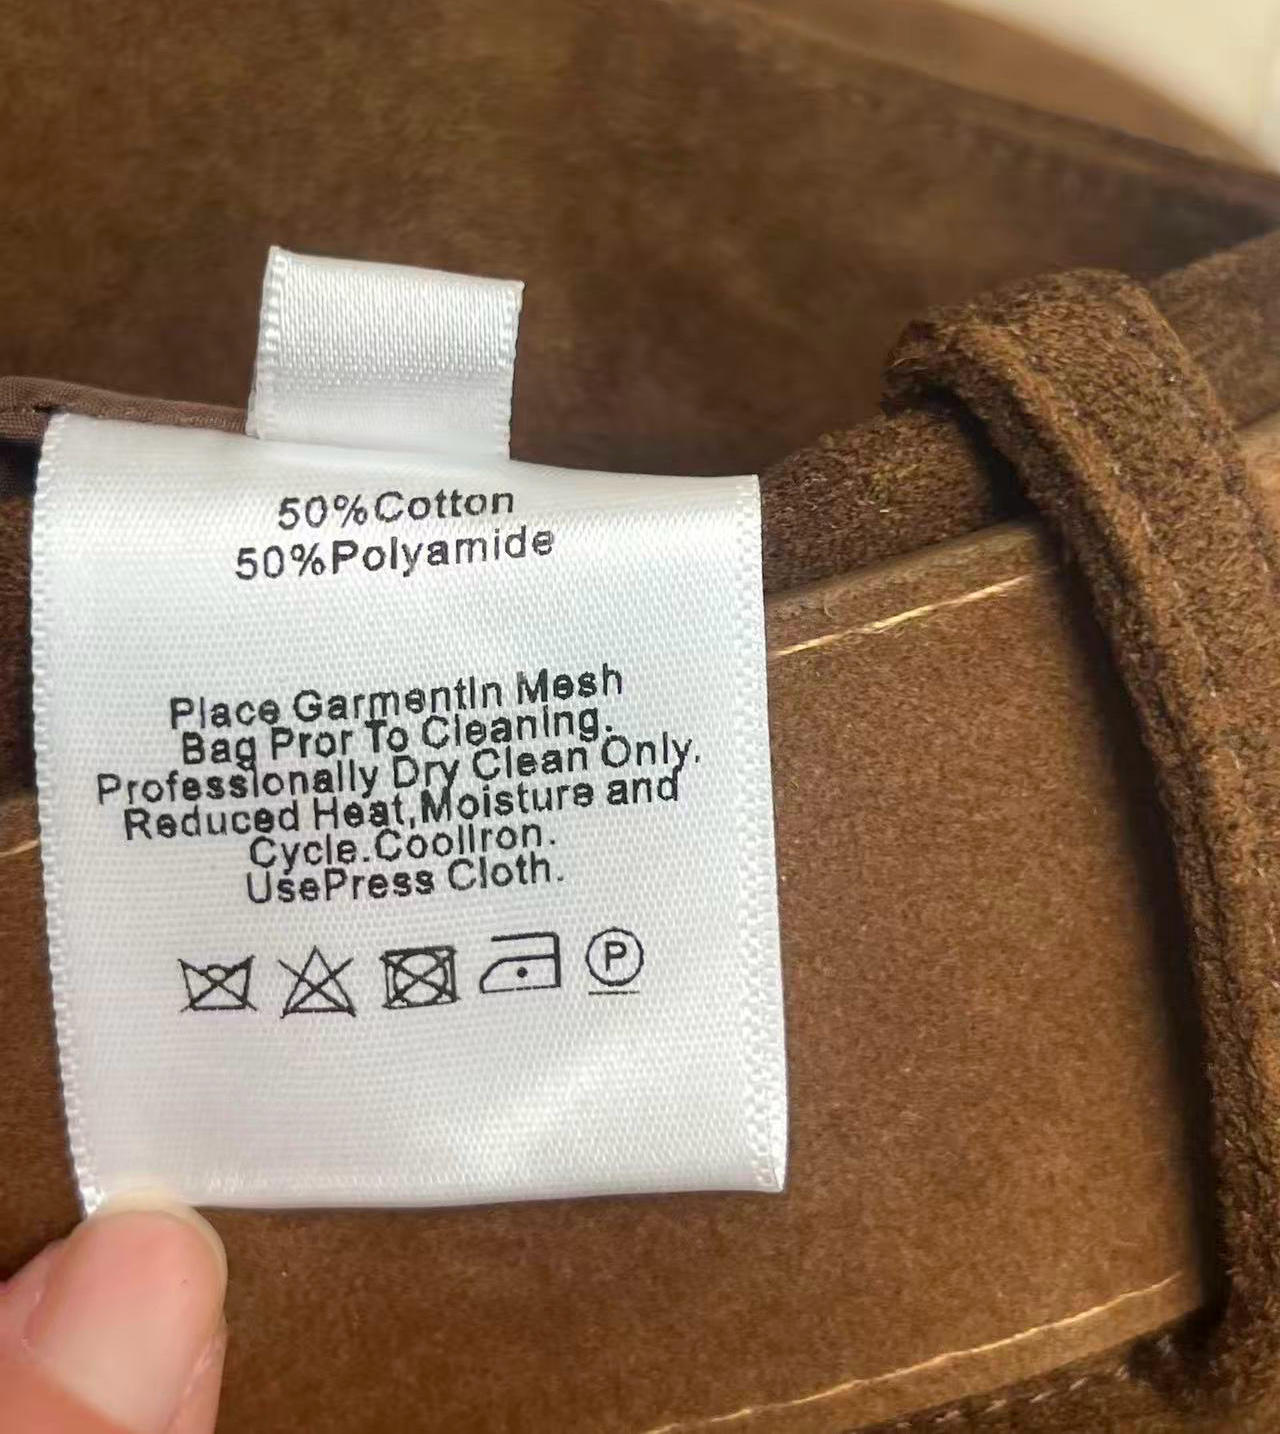 50%Cotton
50%Polyamide
Place GarmentIn Mesh
Bag Pror To Cleaning.
Professionally Dry Clean Only.
Reduced Heat,Moisture and
Cycle.CoolIron.
UsePress Cloth.
P